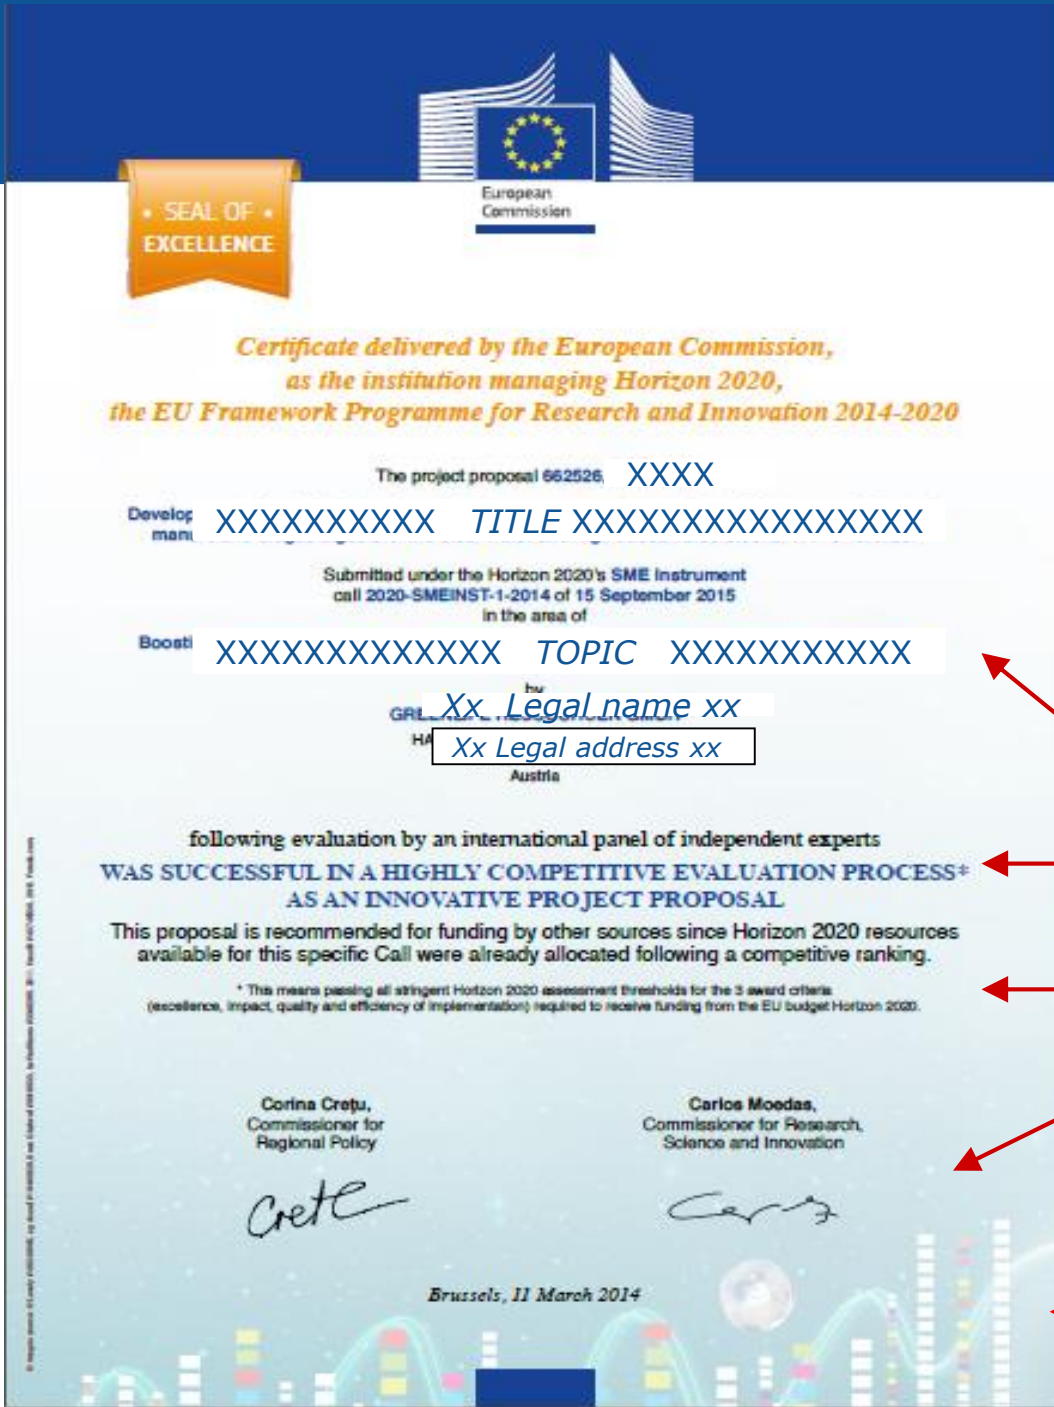 European
Commission
• SEAL OF •
EXCELLENCE
Certificate delivered by the European Commission,
as the institution managing Horizon 2020,
the EU Framework Programme for Research and Innovation 2014-2020
The project proposal 662526, XXXX
Develop
XXXXXXXXXX TITLE XXXXXXXXXXXXXXXX
manu
Submitted under the Horizon 2020's SME Instrument
call 2020-SMEINST-1-2014 of 15 September 2015
in the area of
Boosti
XXXXXXXXXXXXX TOPIC XXXXXXXXXXX
by
Xx Legal name xx
Xx Legal address xx
Austria
following evaluation by an international panel of independent experts
WAS SUCCESSFUL IN A HIGHLY COMPETITIVE EVALUATION PROCESS*
AS AN INNOVATIVE PROJECT PROPOSAL
This proposal is recommended for funding by other sources since Horizon 2020 resources
available for this specific Call were already allocated following a competitive ranking.
* This means passing all stringent Horizon 2020 assessment thresholds for the 3 award criteria
(excellence, impact, quality and efficiency of implementation) required to receive funding from the EU budget Horizon 2020.
Corina Crețu,
Commissioner for
Regional Policy
Carlos Moedas,
Commissioner for Research,
Science and Innovation
Brussels, 11 March 2014